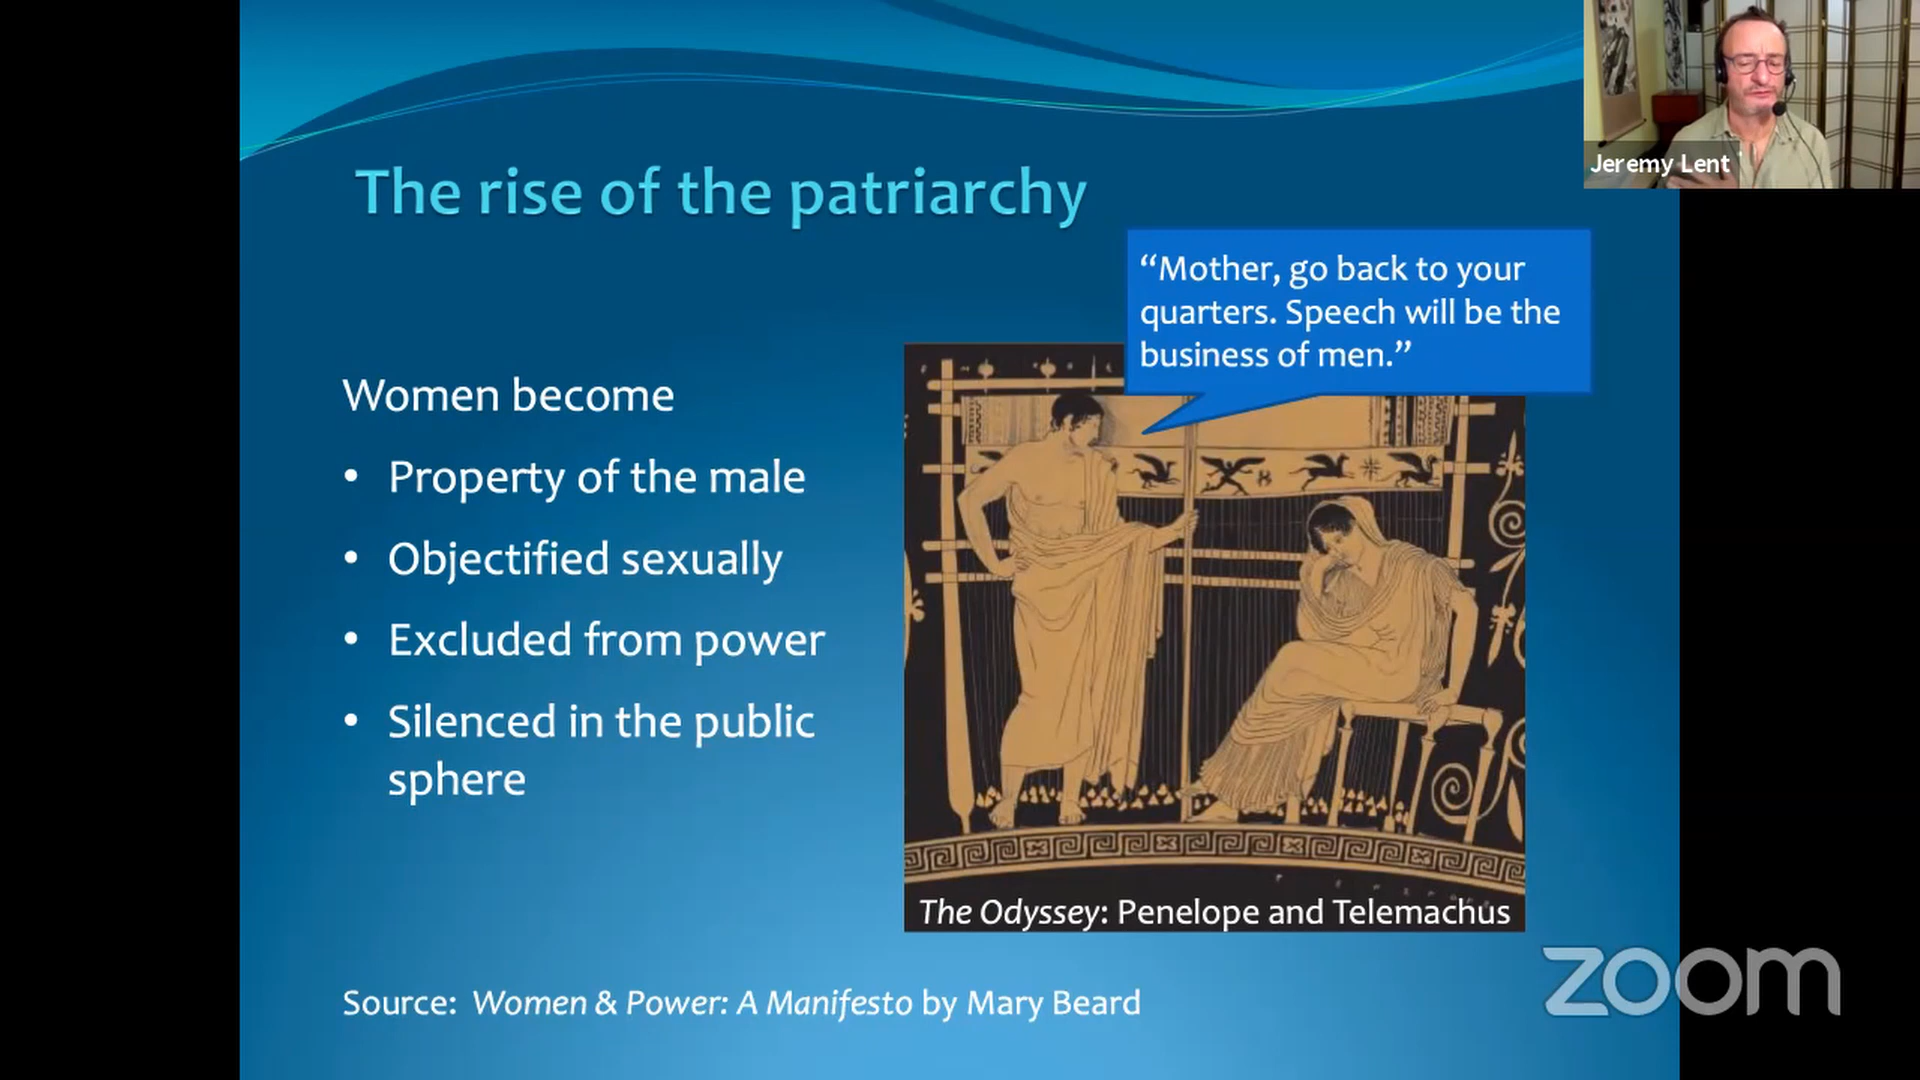 Jeremy Lent
The rise of the patriarchy
“Mother, go back to your
quarters. Speech will be the
business of men.”
Women become
• Property of the male
• Objectified sexually
• Excluded from power
• Silenced in the public
sphere
The Odyssey: Penelope and Telemachus
Source: Women & Power: A Manifesto by Mary Beard
zoom